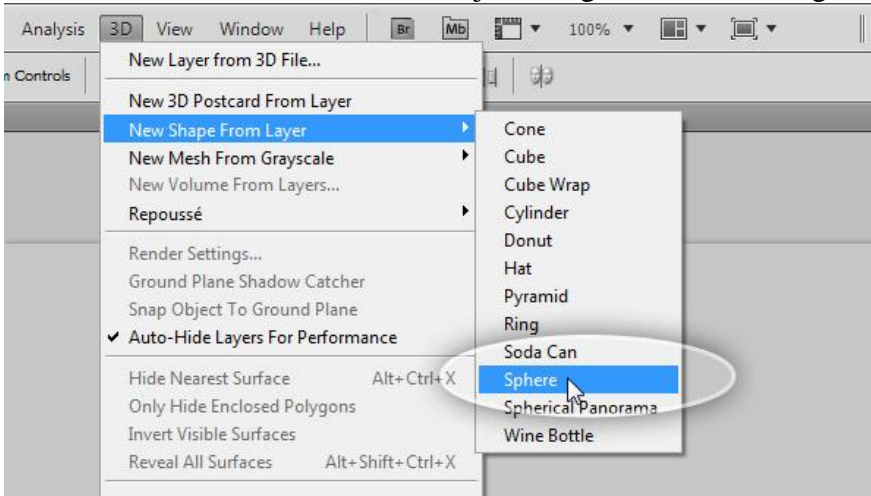 Analysis 3D View Window Help Br Mb 100%
Controls
New Layer from 3D File...
New 3D Postcard From Layer
New Shape From Layer
New Mesh From Grayscale
New Volume From Layers...
Repoussé
Render Settings...
Ground Plane Shadow Catcher
Snap Object To Ground Plane
Auto-Hide Layers For Performance
Hide Nearest Surface Alt+Ctrl+X
Only Hide Enclosed Polygons
Invert Visible Surfaces
Reveal All Surfaces Alt+Shift+Ctrl+X
Cone
Cube
Cube Wrap
Cylinder
Donut
Hat
Pyramid
Ring
Soda Can
Sphere
Spherical Panorama
Wine Bottle